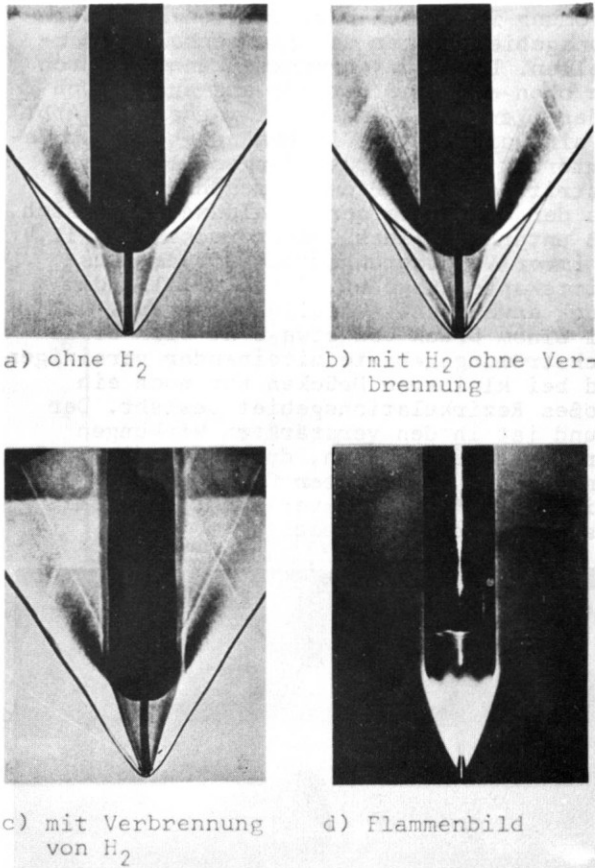 a) ohne H₂
b) mit H₂ ohne Ver-
brennung
c) mit Verbrennung
von H₂
d) Flammenbild